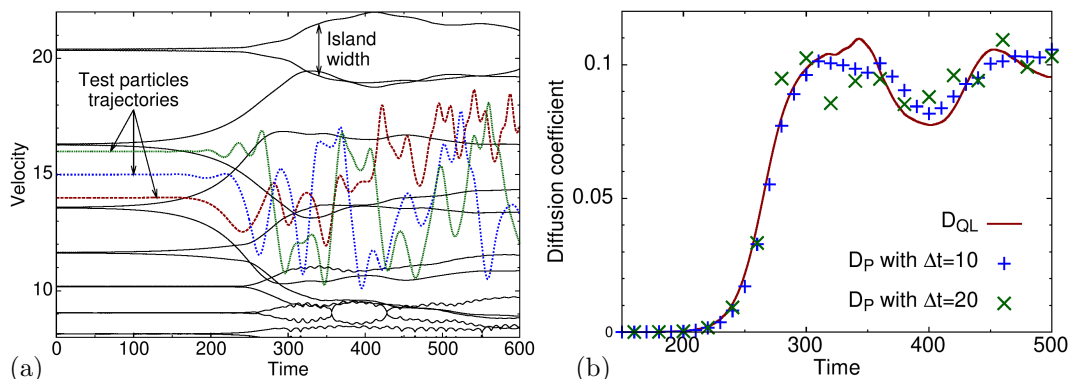 20
15
10
Velocity
Island
width
Test particles
trajectories
0 100 200 300 400 500 600
Time
(a)
0.1
0.05
0
Diffusion coefficient
D_QL
D_P with Δt=10
D_P with Δt=20
200 300 400 500
Time
(b)